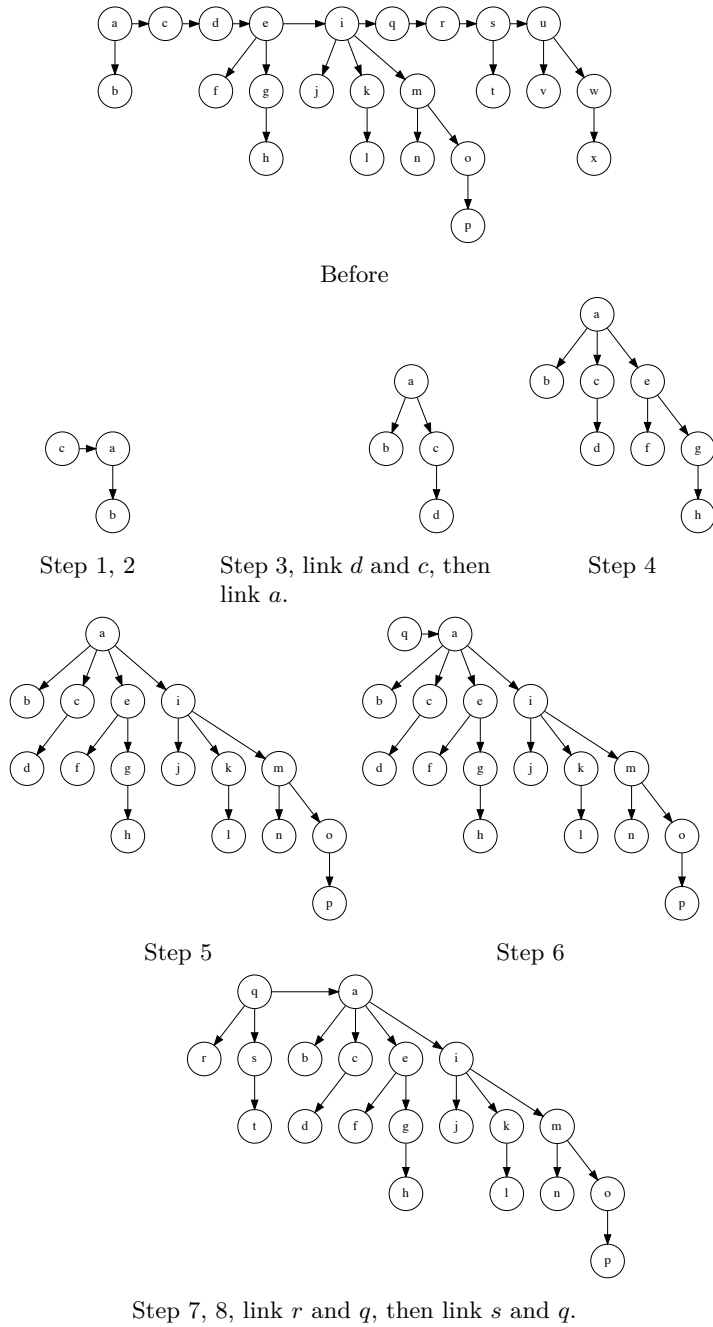 a c d e i q r s u
b f g j k m t v w
h l n o x
p
Before
a
a b c e
c a b c d f g
b d h
Step 1, 2 Step 3, link d and c, then Step 4
link a.
a q a
b c e i b c e i
d f g j k m d f g j k m
h l n o h l n o
p p
Step 5 Step 6
q a
r s b c e i
t d f g j k m
h l n o
p
Step 7, 8, link r and q, then link s and q.